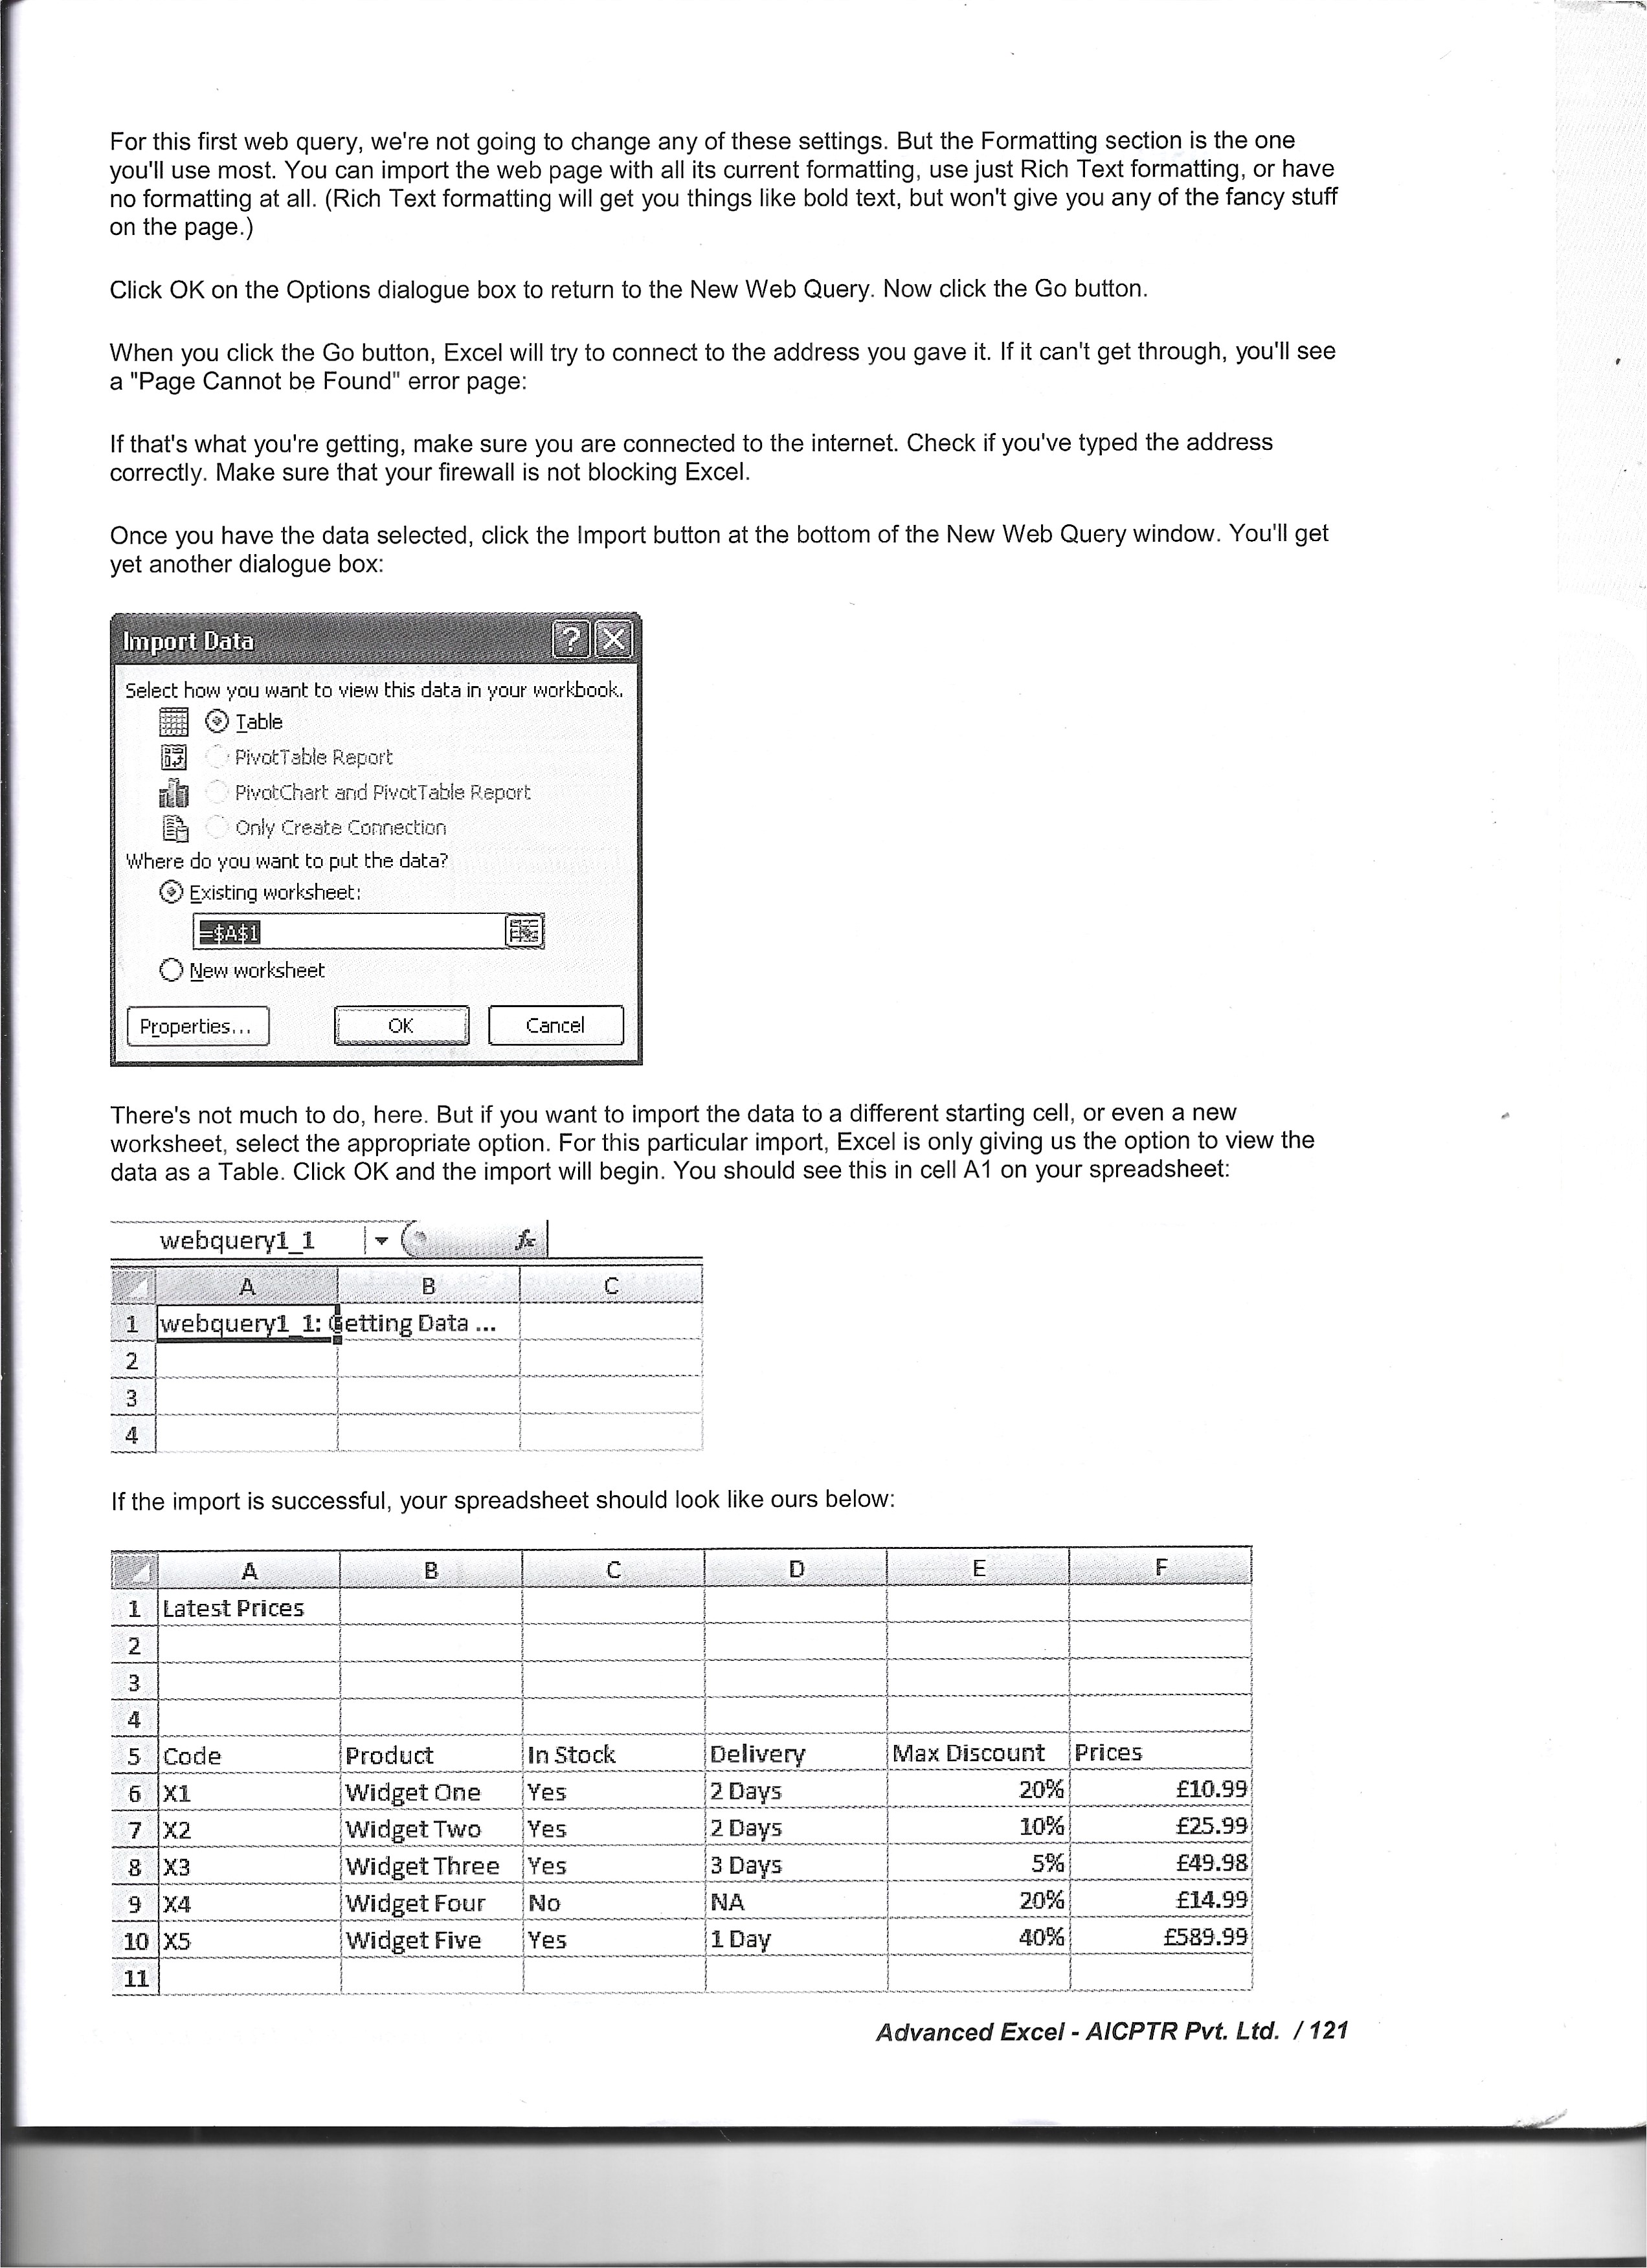 For this first web query, we're not going to change any of these settings. But the Formatting section is the one
you'll use most. You can import the web page with all its current formatting, use just Rich Text formatting, or have
no formatting at all. (Rich Text formatting will get you things like bold text, but won't give you any of the fancy stuff
on the page.)
Click OK on the Options dialogue box to return to the New Web Query. Now click the Go button.
When you click the Go button, Excel will try to connect to the address you gave it. If it can't get through, you'll see
a "Page Cannot be Found" error page:
If that's what you're getting, make sure you are connected to the internet. Check if you've typed the address
correctly. Make sure that your firewall is not blocking Excel.
Once you have the data selected, click the Import button at the bottom of the New Web Query window. You'll get
yet another dialogue box:
Import Data ? X
Select how you want to view this data in your workbook.
Table
PivotTable Report
PivotChart and PivotTable Report
Only Create Connection
Where do you want to put the data?
Existing worksheet:
=$A$1
New worksheet
Properties... OK Cancel
There's not much to do, here. But if you want to import the data to a different starting cell, or even a new
worksheet, select the appropriate option. For this particular import, Excel is only giving us the option to view the
data as a Table. Click OK and the import will begin. You should see this in cell A1 on your spreadsheet:
webquery1_1 fx
A B C
1 webquery1_1: Getting Data ...
2
3
4
If the import is successful, your spreadsheet should look like ours below:
A B C D E F
1 Latest Prices
2
3
4
5 Code Product In Stock Delivery Max Discount Prices
6 X1 Widget One Yes 2 Days 20% £10.99
7 X2 Widget Two Yes 2 Days 10% £25.99
8 X3 Widget Three Yes 3 Days 5% £49.98
9 X4 Widget Four No NA 20% £14.99
10 X5 Widget Five Yes 1 Day 40% £589.99
11
Advanced Excel - AICPTR Pvt. Ltd. / 121